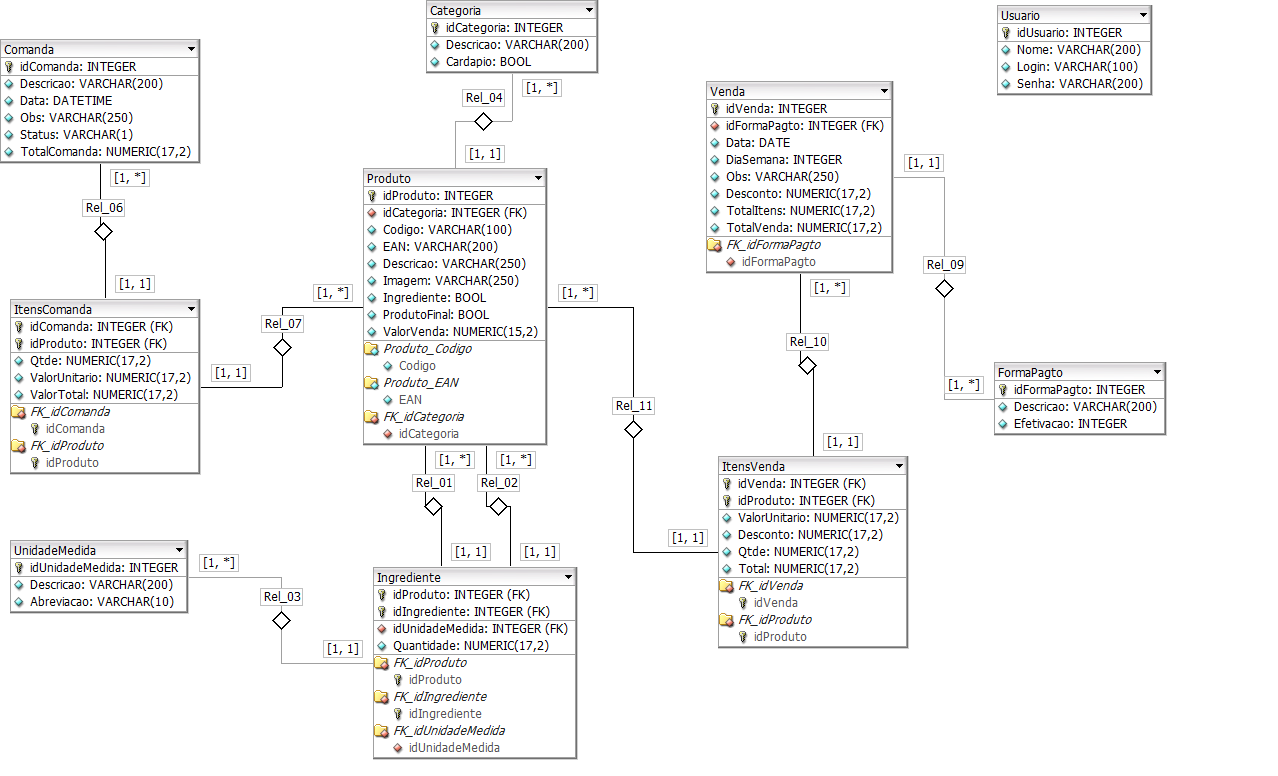 Categoria
idCategoria: INTEGER
Descricao: VARCHAR(200)
Cardapio: BOOL
[1, *]
Rel_04
[1, 1]
Usuario
idUsuario: INTEGER
Nome: VARCHAR(200)
Login: VARCHAR(100)
Senha: VARCHAR(200)
Comanda
idComanda: INTEGER
Descricao: VARCHAR(200)
Data: DATETIME
Obs: VARCHAR(250)
Status: VARCHAR(1)
TotalComanda: NUMERIC(17,2)
[1, *]
Rel_06
[1, 1]
Venda
idVenda: INTEGER
idFormaPagto: INTEGER (FK)
Data: DATE
DiaSemana: INTEGER
Obs: VARCHAR(250)
Desconto: NUMERIC(17,2)
TotalItens: NUMERIC(17,2)
TotalVenda: NUMERIC(17,2)
FK_idFormaPagto
idFormaPagto
[1, 1]
Rel_09
[1, *]
[1, *]
Rel_10
[1, 1]
Produto
idProduto: INTEGER
idCategoria: INTEGER (FK)
Codigo: VARCHAR(100)
EAN: VARCHAR(200)
Descricao: VARCHAR(250)
Imagem: VARCHAR(250)
Ingrediente: BOOL
ProdutoFinal: BOOL
ValorVenda: NUMERIC(15,2)
Produto_Codigo
Codigo
Produto_EAN
EAN
FK_idCategoria
idCategoria
[1, *]
Rel_07
[1, 1]
[1, *]
Rel_11
[1, 1]
ItensComanda
idComanda: INTEGER (FK)
idProduto: INTEGER (FK)
Qtde: NUMERIC(17,2)
ValorUnitario: NUMERIC(17,2)
ValorTotal: NUMERIC(17,2)
FK_idComanda
idComanda
FK_idProduto
idProduto
FormaPagto
idFormaPagto: INTEGER
Descricao: VARCHAR(200)
Efetivacao: INTEGER
[1, *]
[1, *]
Rel_01
Rel_02
[1, 1]
[1, 1]
ItensVenda
idVenda: INTEGER (FK)
idProduto: INTEGER (FK)
ValorUnitario: NUMERIC(17,2)
Desconto: NUMERIC(17,2)
Qtde: NUMERIC(17,2)
Total: NUMERIC(17,2)
FK_idVenda
idVenda
FK_idProduto
idProduto
UnidadeMedida
idUnidadeMedida: INTEGER
Descricao: VARCHAR(200)
Abreviacao: VARCHAR(10)
[1, *]
Rel_03
[1, 1]
Ingrediente
idProduto: INTEGER (FK)
idIngrediente: INTEGER (FK)
idUnidadeMedida: INTEGER (FK)
Quantidade: NUMERIC(17,2)
FK_idProduto
idProduto
FK_idIngrediente
idIngrediente
FK_idUnidadeMedida
idUnidadeMedida